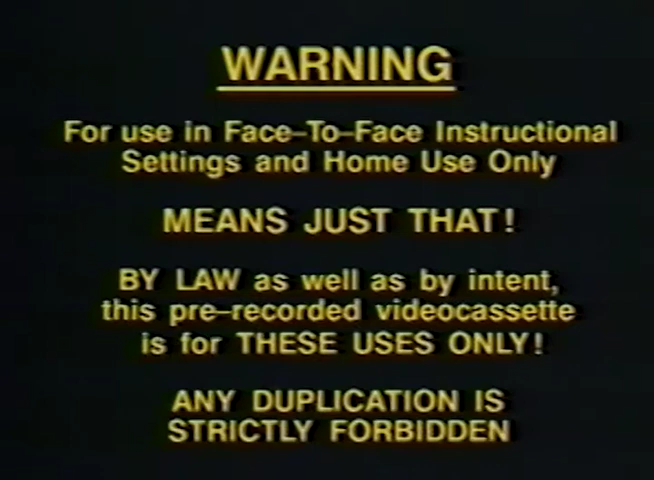 WARNING
For use in Face-To-Face Instructional
Settings and Home Use Only
MEANS JUST THAT!
BY LAW as well as by intent,
this pre-recorded videocassette
is for THESE USES ONLY!
ANY DUPLICATION IS
STRICTLY FORBIDDEN